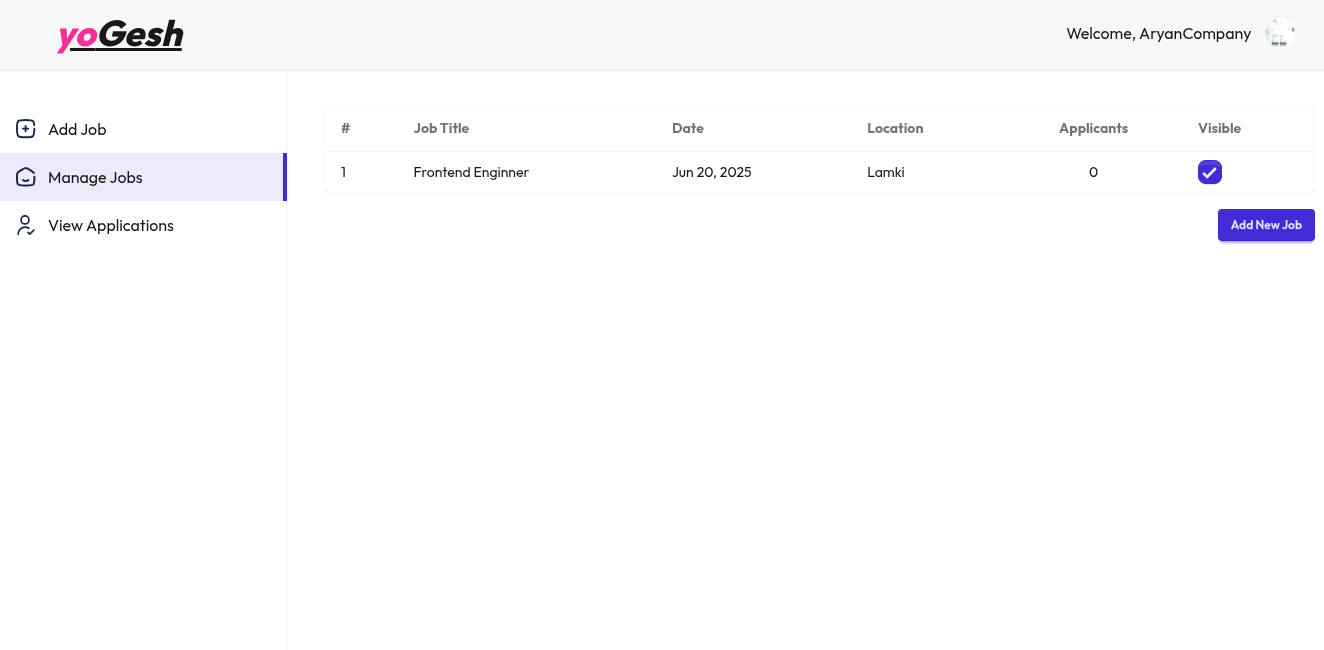 yoGesh
Welcome, AryanCompany
Add Job
Manage Jobs
View Applications
# Job Title Date Location Applicants Visible
1 Frontend Enginner Jun 20, 2025 Lamki 0
Add New Job